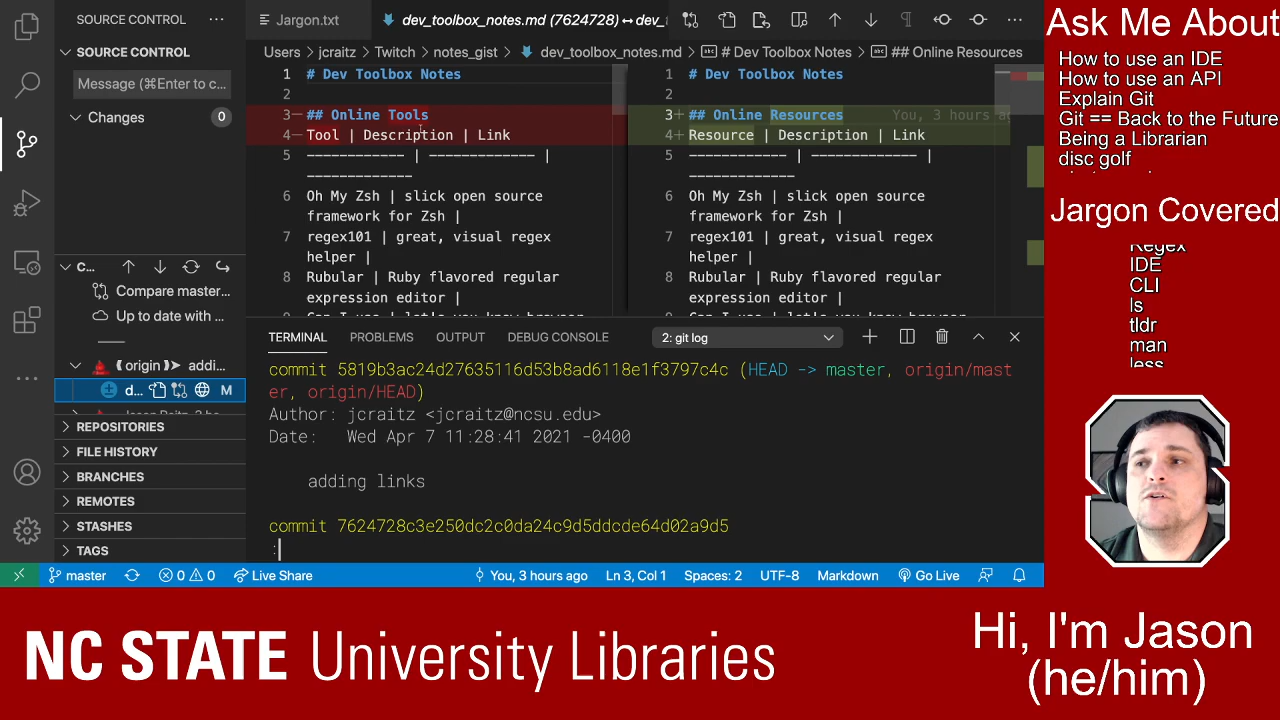 SOURCE CONTROL
SOURCE CONTROL
Message (⌘Enter to c...
Changes
0
C...
Compare master...
Up to date with ...
(origin) adding...
d...
M
REPOSITORIES
FILE HISTORY
BRANCHES
REMOTES
STASHES
TAGS
Jargon.txt
dev_toolbox_notes.md (7624728) ↔ dev_
Users > jcraitz > Twitch > notes_gist > dev_toolbox_notes.md > # Dev Toolbox Notes > ## Online Resources
1 # Dev Toolbox Notes
2
3− ## Online Tools
4− Tool | Description | Link
5 ------------ | ------------- |
-------------
6 Oh My Zsh | slick open source
framework for Zsh |
7 regex101 | great, visual regex
helper |
8 Rubular | Ruby flavored regular
expression editor |
1 # Dev Toolbox Notes
2
3+ ## Online Resources You, 3 hours ag
4+ Resource | Description | Link
5 ------------ | ------------- |
-------------
6 Oh My Zsh | slick open source
framework for Zsh |
7 regex101 | great, visual regex
helper |
8 Rubular | Ruby flavored regular
expression editor |
TERMINAL PROBLEMS OUTPUT DEBUG CONSOLE 2: git log
commit 5819b3ac24d27635116d53b8ad6118e1f3797c4c (HEAD -> master, origin/mast
er, origin/HEAD)
Author: jcraitz <jcraitz@ncsu.edu>
Date: Wed Apr 7 11:28:41 2021 -0400
adding links
commit 7624728c3e250dc2c0da24c9d5ddcde64d02a9d5
:
master 0 0 Live Share You, 3 hours ago Ln 3, Col 1 Spaces: 2 UTF-8 Markdown Go Live
Ask Me About
How to use an IDE
How to use an API
Explain Git
Git == Back to the Future
Being a Librarian
disc golf
Jargon Covered
Regex
IDE
CLI
ls
tldr
man
less
NC STATE University Libraries
Hi, I'm Jason
(he/him)